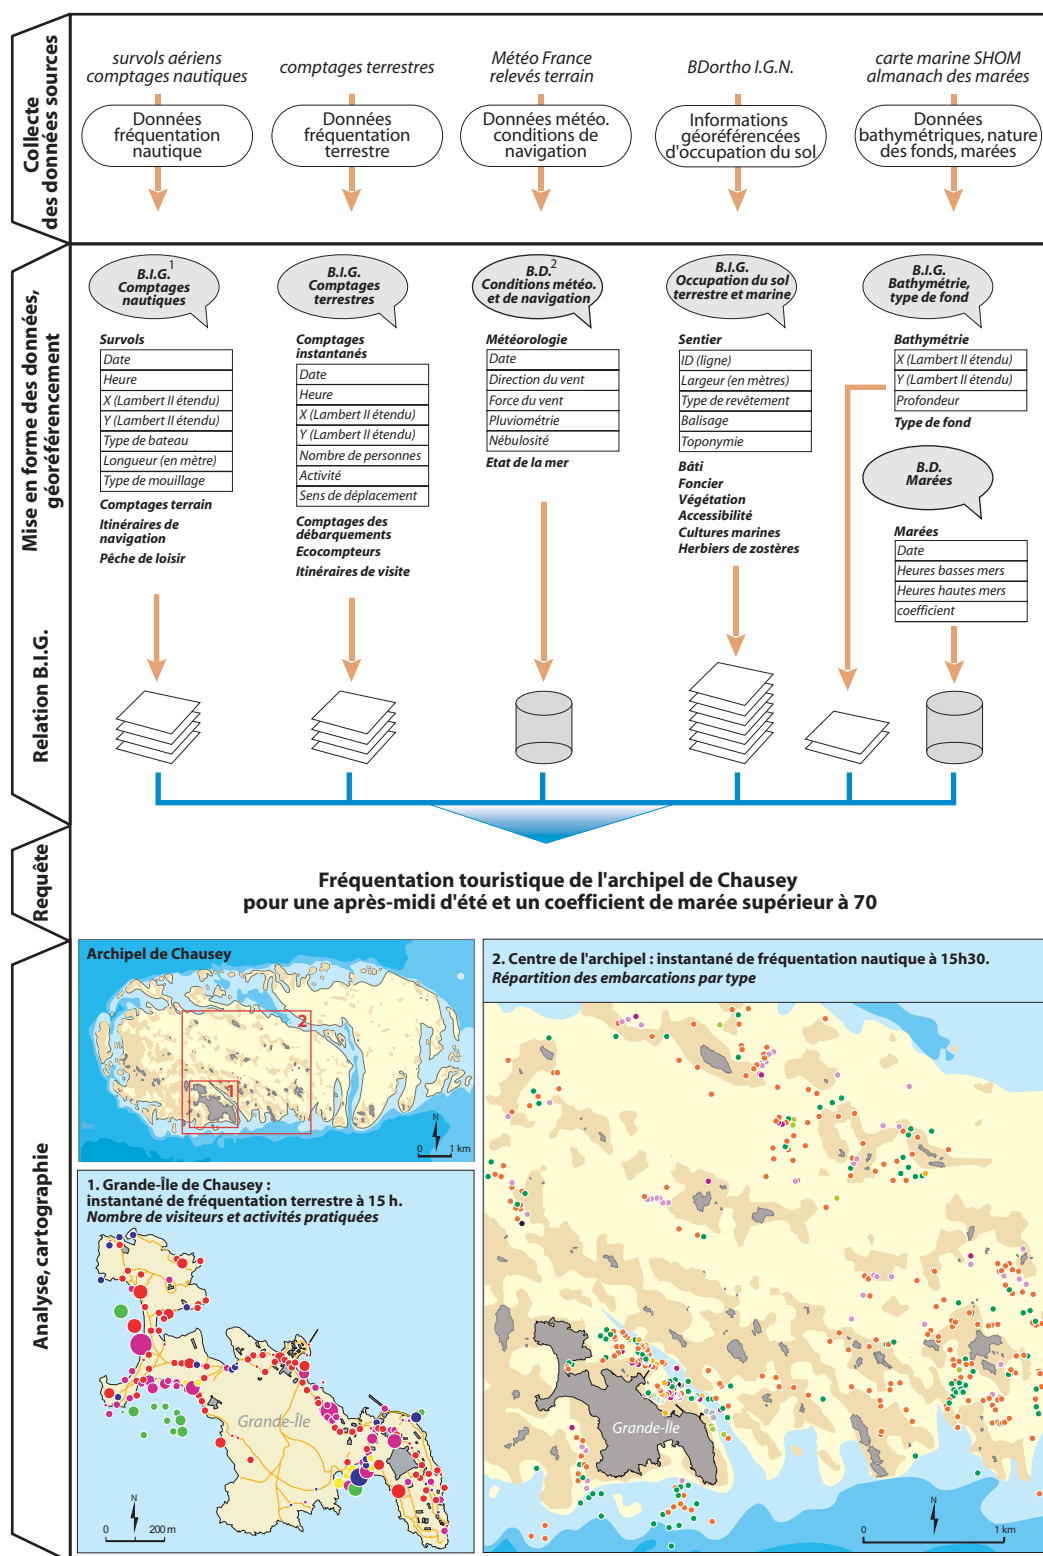 Collecte
des données sources
survols aériens
comptages nautiques
comptages terrestres
Météo France
relevés terrain
BDortho I.G.N.
carte marine SHOM
almanach des marées
Données
fréquentation
nautique
Données
fréquentation
terrestre
Données météo.
conditions de
navigation
Informations
géoréférencées
d'occupation du sol
Données
bathymétriques, nature
des fonds, marées
Mise en forme des données,
géoréférencement
Relation B.I.G.
B.I.G.1
Comptages
nautiques
Survols
Date
Heure
X (Lambert II étendu)
Y (Lambert II étendu)
Type de bateau
Longueur (en mètre)
Type de mouillage
Comptages terrain
Itinéraires de
navigation
Pêche de loisir
B.I.G.
Comptages
terrestres
Comptages
instantanés
Date
Heure
X (Lambert II étendu)
Y (Lambert II étendu)
Nombre de personnes
Activité
Sens de déplacement
Comptages des
débarquements
Ecocompteurs
Itinéraires de visite
B.D.2
Conditions météo.
et de navigation
Météorologie
Date
Direction du vent
Force du vent
Pluviométrie
Nébulosité
Etat de la mer
B.I.G.
Occupation du sol
terrestre et marine
Sentier
ID (ligne)
Largeur (en mètres)
Type de revêtement
Balisage
Toponymie
Bâti
Foncier
Végétation
Accessibilité
Cultures marines
Herbiers de zostères
B.I.G.
Bathymétrie,
type de fond
Bathymétrie
X (Lambert II étendu)
Y (Lambert II étendu)
Profondeur
Type de fond
B.D.
Marées
Marées
Date
Heures basses mers
Heures hautes mers
coefficient
Requête
Fréquentation touristique de l'archipel de Chausey
pour une après-midi d'été et un coefficient de marée supérieur à 70
Analyse, cartographie
Archipel de Chausey
2
1
N
0 1 km
1. Grande-Île de Chausey :
instantané de fréquentation terrestre à 15 h.
Nombre de visiteurs et activités pratiquées
Grande-Île
N
0 200 m
2. Centre de l'archipel : instantané de fréquentation nautique à 15h30.
Répartition des embarcations par type
Grande-Île
N
0 1 km